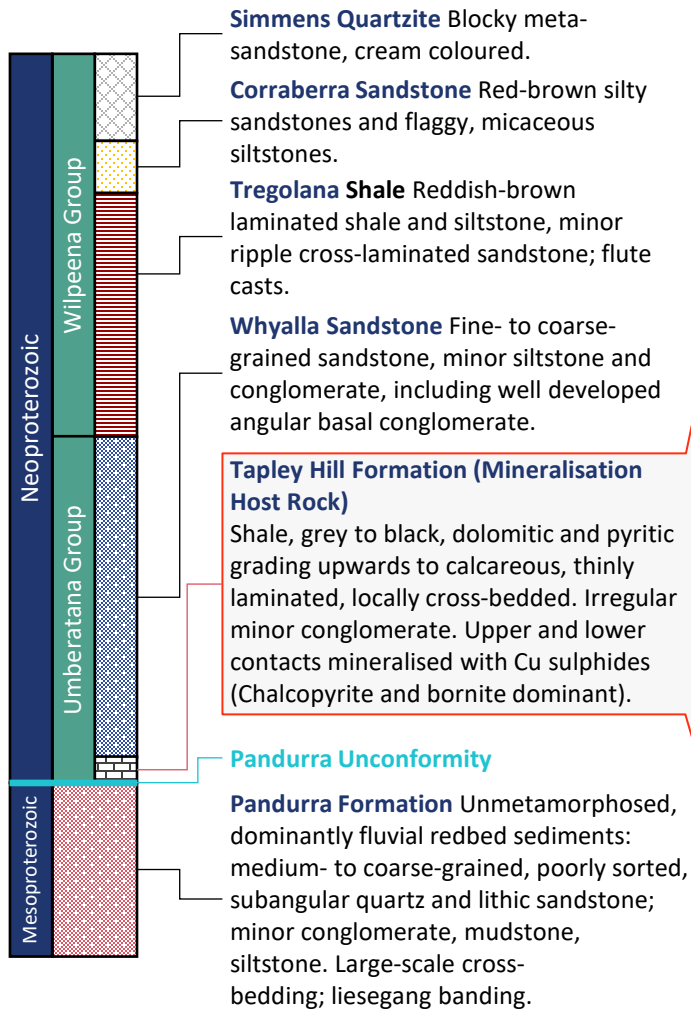 Simmens Quartzite Blocky meta-
sandstone, cream coloured.
Corraberra Sandstone Red-brown silty
sandstones and flaggy, micaceous
siltstones.
Tregolana Shale Reddish-brown
laminated shale and siltstone, minor
ripple cross-laminated sandstone; flute
casts.
Whyalla Sandstone Fine- to coarse-
grained sandstone, minor siltstone and
conglomerate, including well developed
angular basal conglomerate.
Tapley Hill Formation (Mineralisation
Host Rock)
Shale, grey to black, dolomitic and pyritic
grading upwards to calcareous, thinly
laminated, locally cross-bedded. Irregular
minor conglomerate. Upper and lower
contacts mineralised with Cu sulphides
(Chalcopyrite and bornite dominant).
Pandurra Unconformity
Pandurra Formation Unmetamorphosed,
dominantly fluvial redbed sediments:
medium- to coarse-grained, poorly sorted,
subangular quartz and lithic sandstone;
minor conglomerate, mudstone,
siltstone. Large-scale cross-
bedding; liesegang banding.
Neoproterozoic
Mesoproterozoic
Wilpeena Group
Umberatana Group